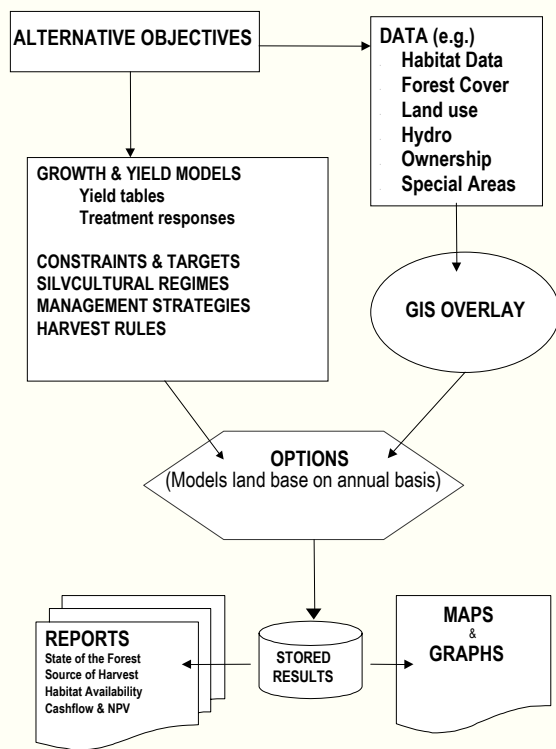 ALTERNATIVE OBJECTIVES
DATA (e.g.)
Habitat Data
Forest Cover
Land use
Hydro
Ownership
Special Areas
GROWTH & YIELD MODELS
Yield tables
Treatment responses
CONSTRAINTS & TARGETS
SILVCULTURAL REGIMES
MANAGEMENT STRATEGIES
HARVEST RULES
GIS OVERLAY
OPTIONS
(Models land base on annual basis)
REPORTS
State of the Forest
Source of Harvest
Habitat Availability
Cashflow & NPV
STORED
RESULTS
MAPS
&
GRAPHS